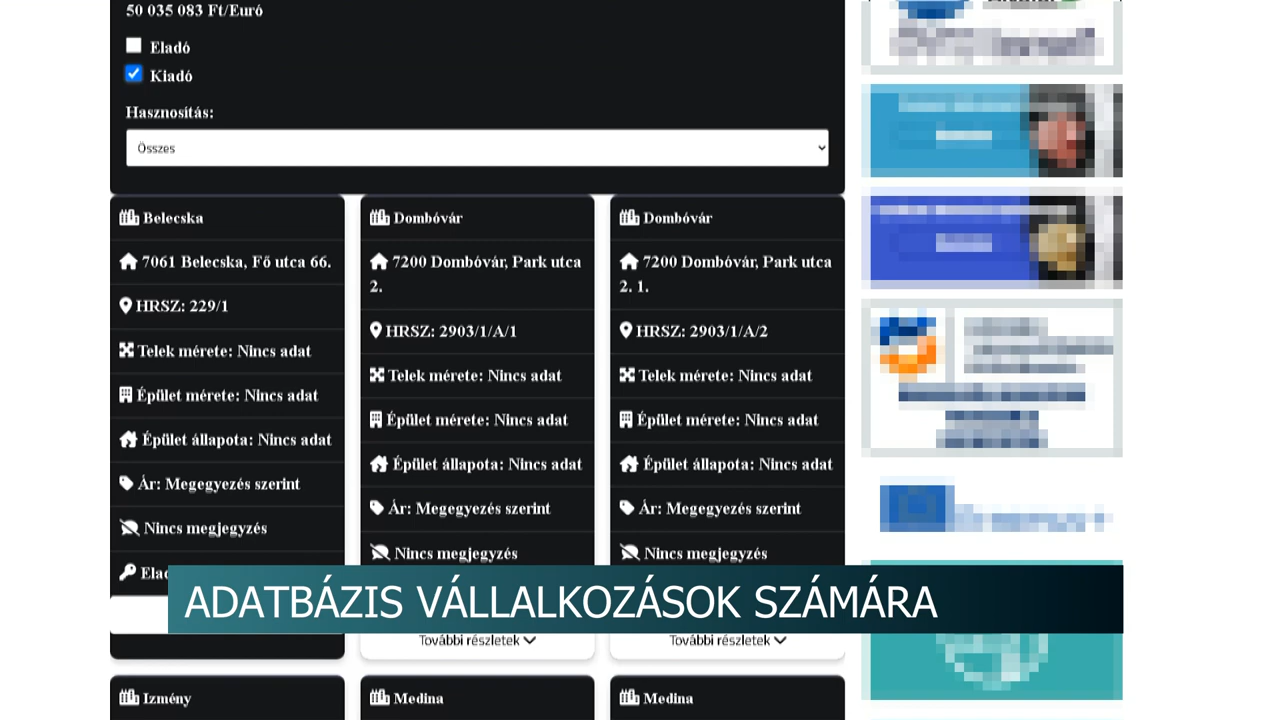 50 035 083 Ft/Euró
Eladó
Kiadó
Hasznosítás:
Összes
Belecska
7061 Belecska, Fő utca 66.
HRSZ: 229/1
Telek mérete: Nincs adat
Épület mérete: Nincs adat
Épület állapota: Nincs adat
Ár: Megegyezés szerint
Nincs megjegyzés
Dombóvár
7200 Dombóvár, Park utca
2.
HRSZ: 2903/1/A/1
Telek mérete: Nincs adat
Épület mérete: Nincs adat
Épület állapota: Nincs adat
Ár: Megegyezés szerint
Nincs megjegyzés
További részletek
Dombóvár
7200 Dombóvár, Park utca
2. 1.
HRSZ: 2903/1/A/2
Telek mérete: Nincs adat
Épület mérete: Nincs adat
Épület állapota: Nincs adat
Ár: Megegyezés szerint
Nincs megjegyzés
További részletek
ADATBÁZIS VÁLLALKOZÁSOK SZÁMÁRA
Izmény
Medina
Medina